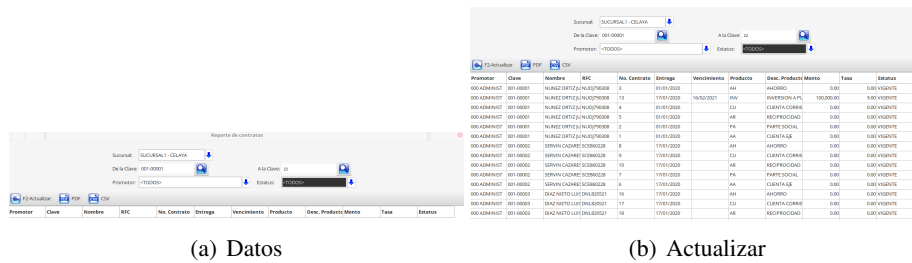 Reporte de contratos
Sucursal: SUCURSAL1 - CELAYA
De la Clave: 001-00001 A la Clave: zz
Promotor: <TODOS> Estatus: <TODOS>
F2-Actualizar PDF CSV
Promotor Clave Nombre RFC No. Contrato Entrega Vencimiento Producto Desc. Producto Monto Tasa Estatus
(a) Datos
Sucursal: SUCURSAL1 - CELAYA
De la Clave: 001-00001 A la Clave: zz
Promotor: <TODOS> Estatus: <TODOS>
F2-Actualizar PDF CSV
Promotor Clave Nombre RFC No. Contrato Entrega Vencimiento Producto Desc. Producto Monto Tasa Estatus
000 ADMINIST 001-00001 NUNEZ ORTIZ JU NUOJ790308 3 01/01/2020 AH AHORRO 0.00 0.00 VIGENTE
000 ADMINIST 001-00001 NUNEZ ORTIZ JU NUOJ790308 13 17/01/2020 16/02/2021 INV INVERSION A PL 100,000.00 9.00 VIGENTE
000 ADMINIST 001-00001 NUNEZ ORTIZ JU NUOJ790308 4 01/01/2020 CU CUENTA CORRIE 0.00 0.00 VIGENTE
000 ADMINIST 001-00001 NUNEZ ORTIZ JU NUOJ790308 5 01/01/2020 AR RECIPROCIDAD 0.00 0.00 VIGENTE
000 ADMINIST 001-00001 NUNEZ ORTIZ JU NUOJ790308 2 01/01/2020 PA PARTE SOCIAL 0.00 0.00 VIGENTE
000 ADMINIST 001-00001 NUNEZ ORTIZ JU NUOJ790308 1 01/01/2020 AA CUENTA EJE 0.00 0.00 VIGENTE
000 ADMINIST 001-00002 SERVIN CAZARE SCE860228 8 17/01/2020 AH AHORRO 0.00 0.00 VIGENTE
000 ADMINIST 001-00002 SERVIN CAZARE SCE860228 9 17/01/2020 CU CUENTA CORRIE 0.00 0.00 VIGENTE
000 ADMINIST 001-00002 SERVIN CAZARE SCE860228 10 17/01/2020 AR RECIPROCIDAD 0.00 0.00 VIGENTE
000 ADMINIST 001-00002 SERVIN CAZARE SCE860228 7 17/01/2020 PA PARTE SOCIAL 0.00 0.00 VIGENTE
000 ADMINIST 001-00002 SERVIN CAZARE SCE860228 6 17/01/2020 AA CUENTA EJE 0.00 0.00 VIGENTE
000 ADMINIST 001-00003 DIAZ NIETO LUIS DNIL820521 16 17/01/2020 AH AHORRO 0.00 0.00 VIGENTE
000 ADMINIST 001-00003 DIAZ NIETO LUIS DNIL820521 17 17/01/2020 CU CUENTA CORRIE 0.00 0.00 VIGENTE
000 ADMINIST 001-00003 DIAZ NIETO LUIS DNIL820521 18 17/01/2020 AR RECIPROCIDAD 0.00 0.00 VIGENTE
(b) Actualizar